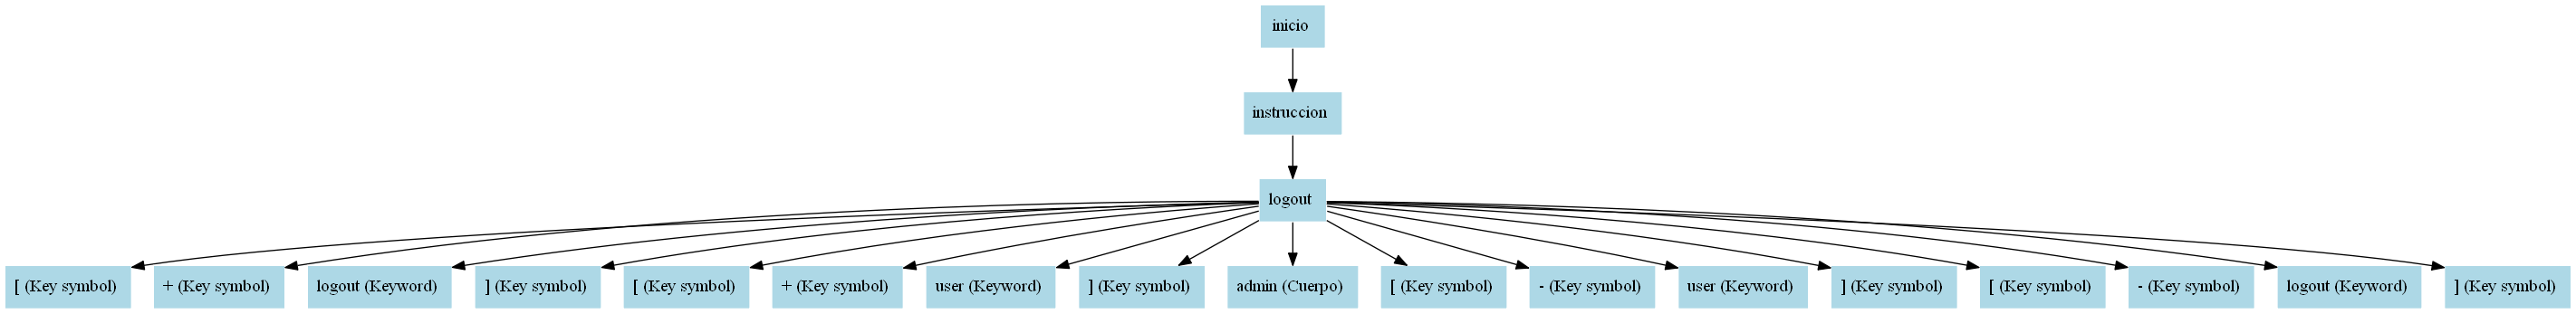 inicio
instruccion
logout
[ (Key symbol)
+ (Key symbol)
logout (Keyword)
] (Key symbol)
[ (Key symbol)
+ (Key symbol)
user (Keyword)
] (Key symbol)
admin (Cuerpo)
[ (Key symbol)
- (Key symbol)
user (Keyword)
] (Key symbol)
[ (Key symbol)
- (Key symbol)
logout (Keyword)
] (Key symbol)